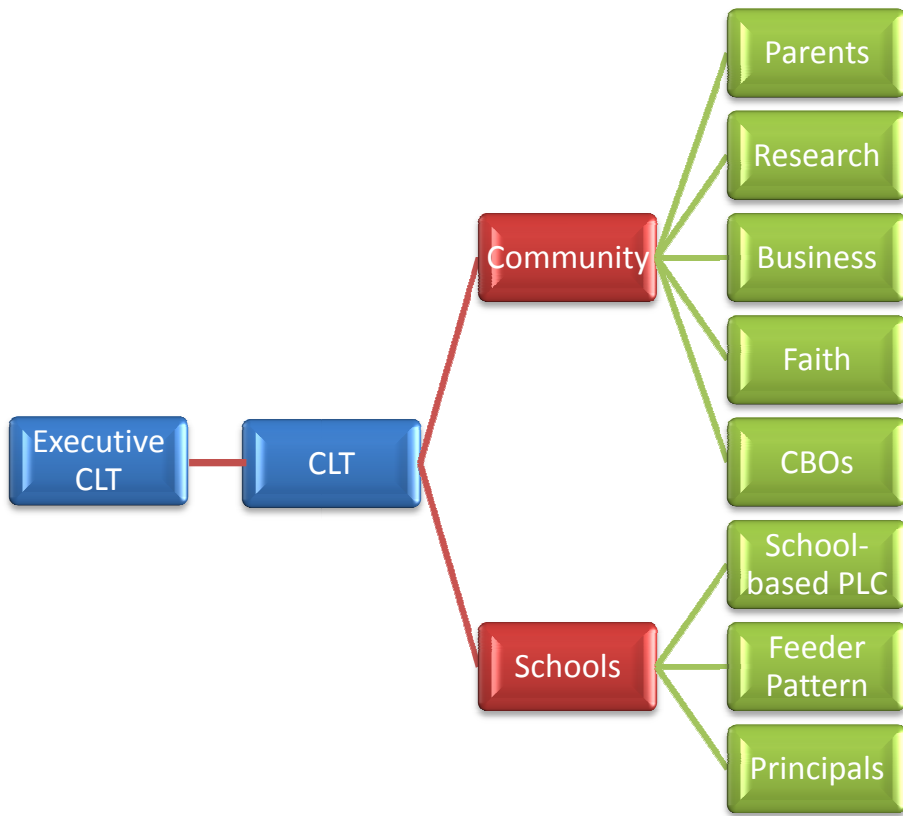 Executive
CLT
CLT
Community
Schools
Parents
Research
Business
Faith
CBOs
School-
based PLC
Feeder
Pattern
Principals